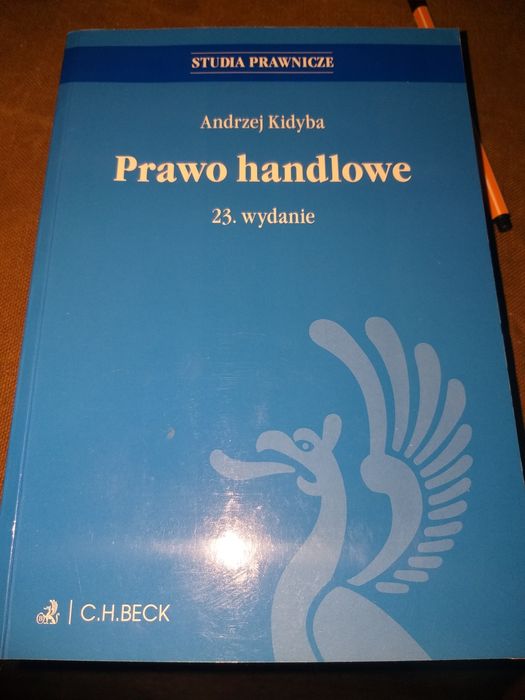 STUDIA PRAWNICZE
Andrzej Kidyba
Prawo handlowe
23. wydanie
C.H.BECK